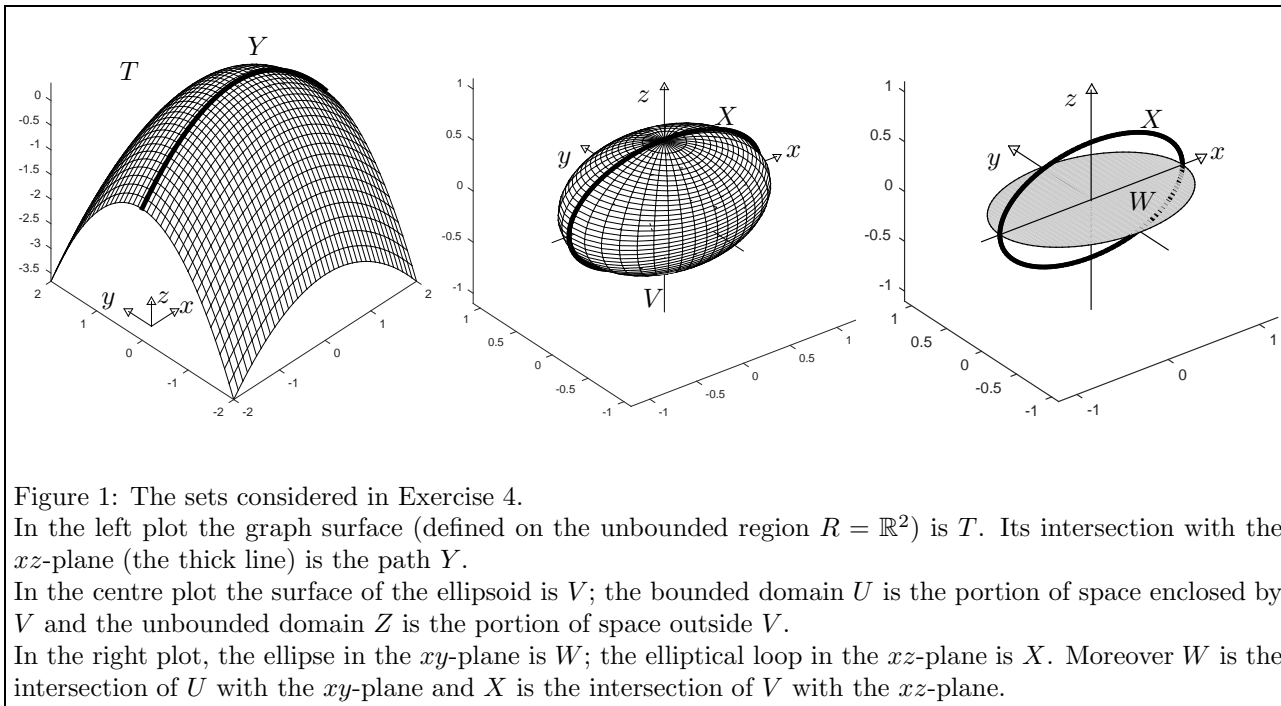 Y
T
0
-0.5
-1
-1.5
-2
-2.5
-3
-3.5
2
1
0
-1
-2
-2
-1
0
1
2
y
z
x
1
0.5
0
-0.5
-1
z
X
y
x
V
1
0.5
0
-0.5
-1
-1
-0.5
0
0.5
1
1
0.5
0
-0.5
-1
z
X
y
x
W
1
0.5
0
-0.5
-1
-1
0
1
Figure 1: The sets considered in Exercise 4.
In the left plot the graph surface (defined on the unbounded region R = ℝ²) is T. Its intersection with the
xz-plane (the thick line) is the path Y.
In the centre plot the surface of the ellipsoid is V; the bounded domain U is the portion of space enclosed by
V and the unbounded domain Z is the portion of space outside V.
In the right plot, the ellipse in the xy-plane is W; the elliptical loop in the xz-plane is X. Moreover W is the
intersection of U with the xy-plane and X is the intersection of V with the xz-plane.